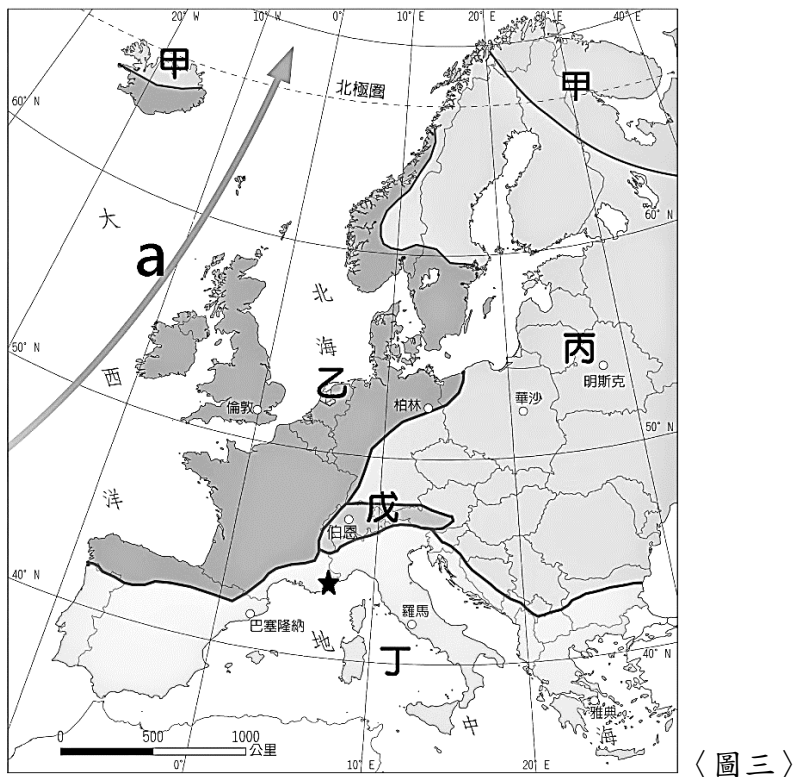 20° W
10° W
0°
10° E
20° E
30° E
40° E
甲
甲
北極圈
60° N
大
60° N
a
北
50° N
海
丙
西
乙
明斯克
倫敦
柏林
華沙
50° N
洋
戊
伯恩
40° N
★
羅馬
巴塞隆納
地
丁
40° N
雅典
中
海
0 500 1000
公里
0°
10° E
20° E
〈圖三〉